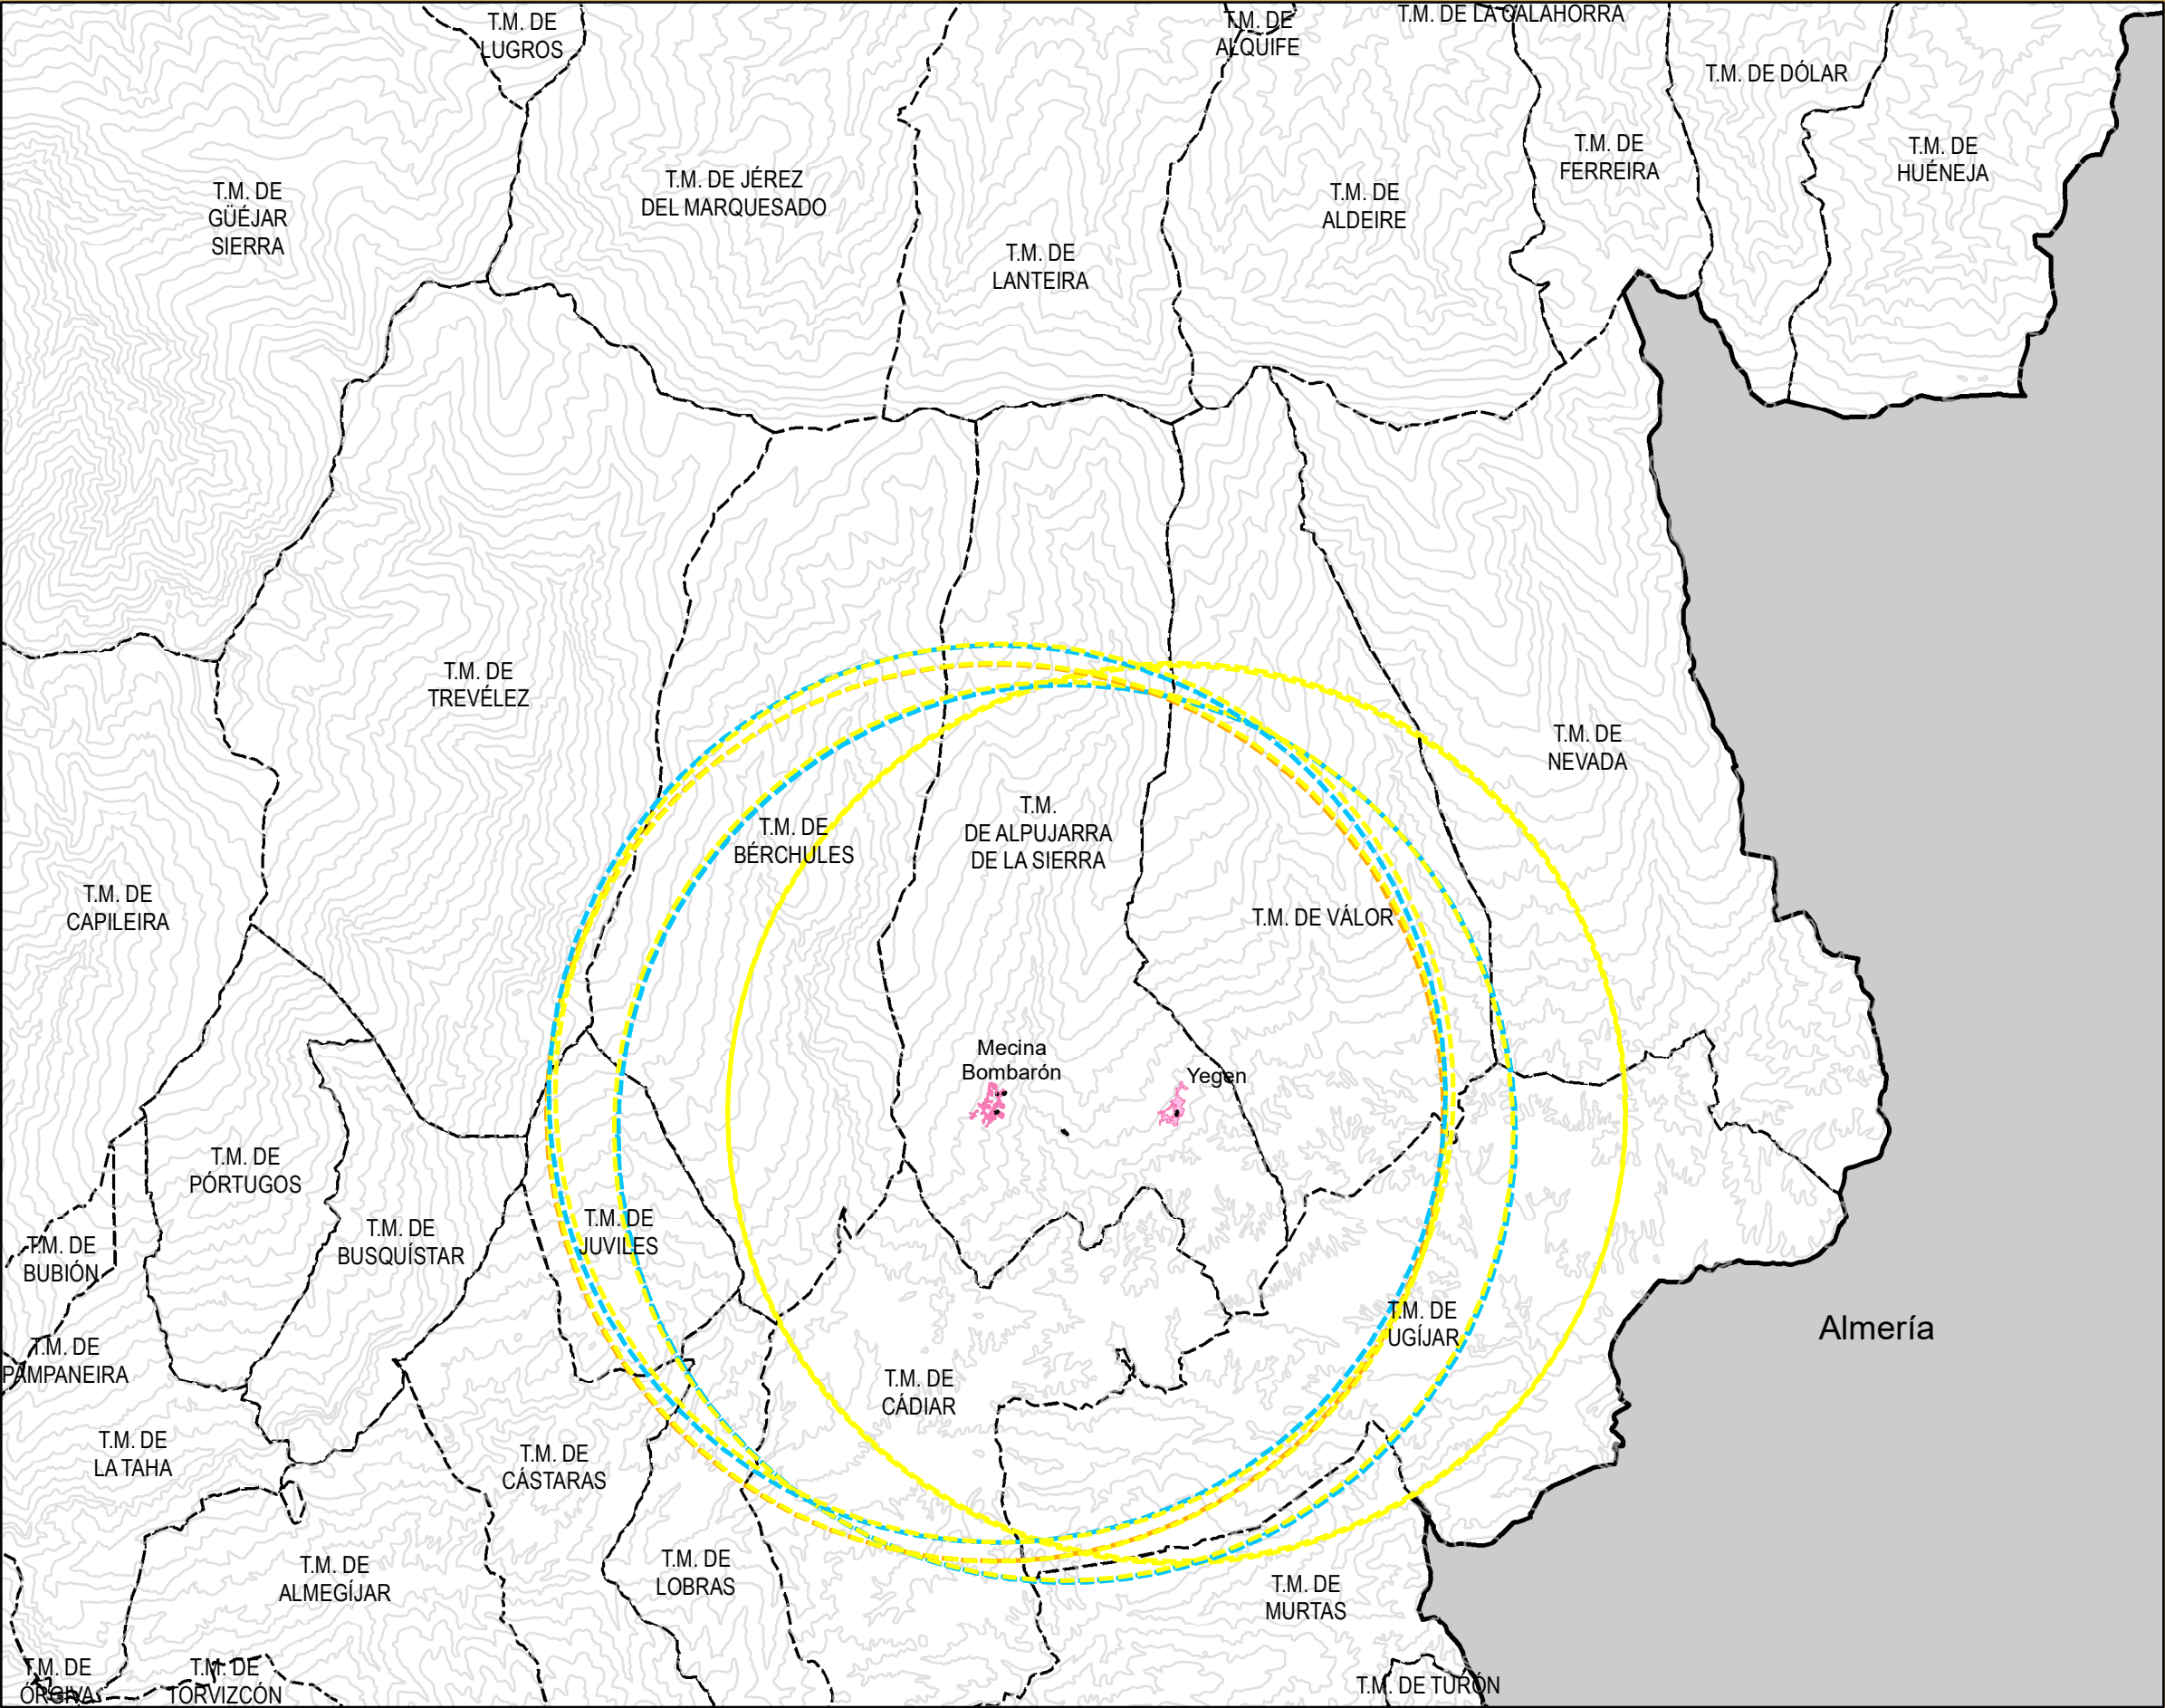 T.M. DE
LUGROS
T.M. DE
ALQUIFE
T.M. DE LA CALAHORRA
T.M. DE DÓLAR
T.M. DE
FERREIRA
T.M. DE
HUÉNEJA
T.M. DE
GÜÉJAR
SIERRA
T.M. DE JÉREZ
DEL MARQUESADO
T.M. DE
ALDEIRE
T.M. DE
LANTEIRA
T.M. DE
TREVÉLEZ
T.M. DE
NEVADA
T.M. DE
BÉRCHULES
T.M.
DE ALPUJARRA
DE LA SIERRA
T.M. DE
CAPILEIRA
T.M. DE VÁLOR
Mecina
Bombarón
Yegen
T.M. DE
PÓRTUGOS
T.M. DE
BUSQUÍSTAR
T.M. DE
JUVILES
T.M. DE
BUBIÓN
T.M. DE
UGÍJAR
Almería
T.M. DE
PAMPANEIRA
T.M. DE
CÁDIAR
T.M. DE
LA TAHA
T.M. DE
CÁSTARAS
T.M. DE
ALMEGÍJAR
T.M. DE
LOBRAS
T.M. DE
MURTAS
T.M. DE
ÓRGIVA
T.M. DE
TORVIZCÓN
T.M. DE TURÓN